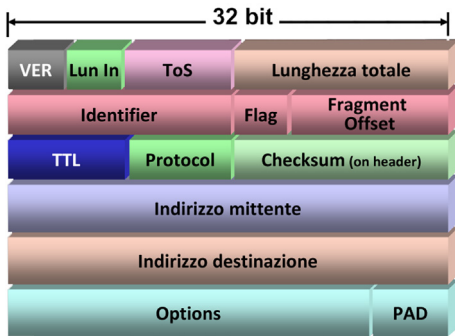 32 bit
VER Lun In ToS Lunghezza totale
Identifier Flag Fragment
Offset
TTL Protocol Checksum (on header)
Indirizzo mittente
Indirizzo destinazione
Options PAD